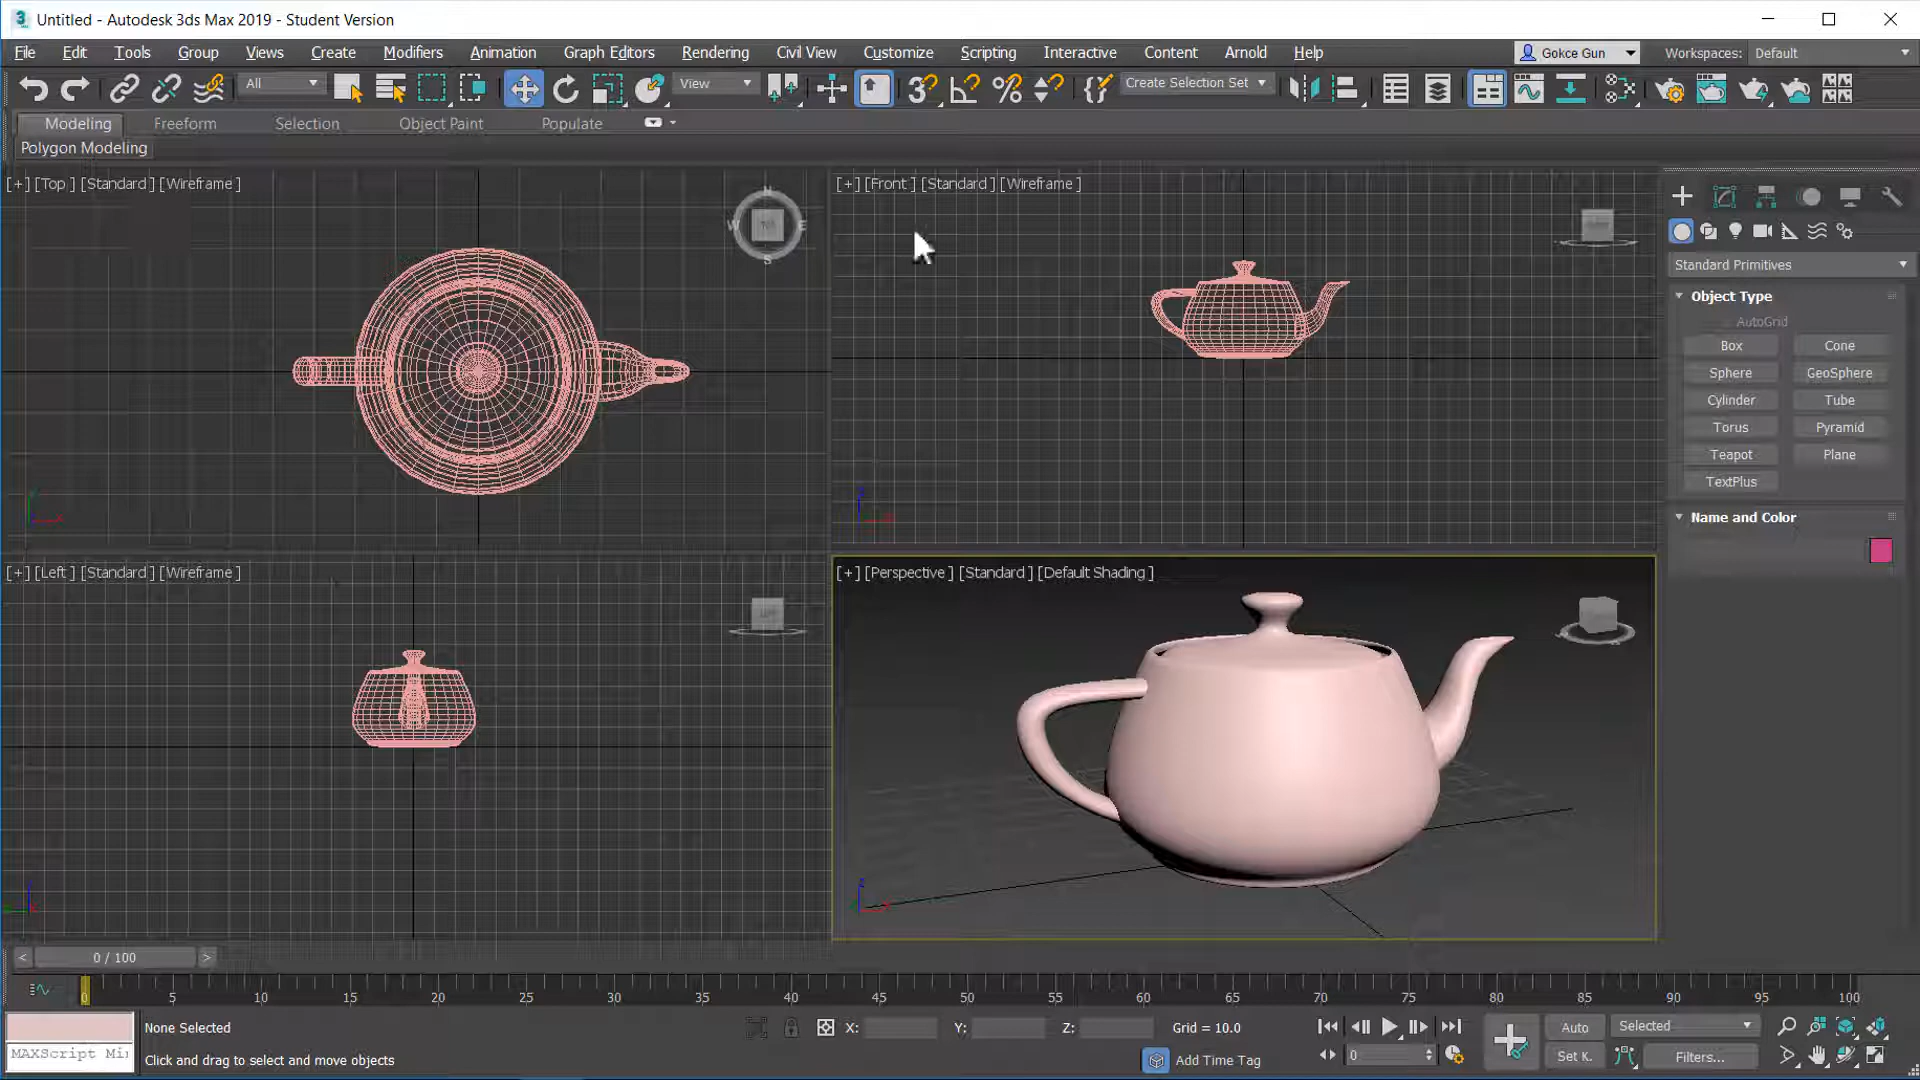 Untitled - Autodesk 3ds Max 2019 - Student Version
File Edit Tools Group Views Create Modifiers Animation Graph Editors Rendering Civil View Customize Scripting Interactive Content Arnold Help Gokce Gun Workspaces: Default
All View Create Selection Set
Modeling Freeform Selection Object Paint Populate
Polygon Modeling
[+] [Top ] [Standard ] [Wireframe ]
[+] [Front ] [Standard ] [Wireframe ]
N
W E
S
Standard Primitives
Object Type
AutoGrid
Box Cone
Sphere GeoSphere
Cylinder Tube
Torus Pyramid
Teapot Plane
TextPlus
Name and Color
[+] [Left ] [Standard ] [Wireframe ]
[+] [Perspective ] [Standard ] [Default Shading ]
< 0 / 100 >
0 5 10 15 20 25 30 35 40 45 50 55 60 65 70 75 80 85 90 95 100
None Selected X: Y: Z: Grid = 10.0 Auto Selected
MAXScript Mi
Click and drag to select and move objects Add Time Tag 0 Set K. Filters...